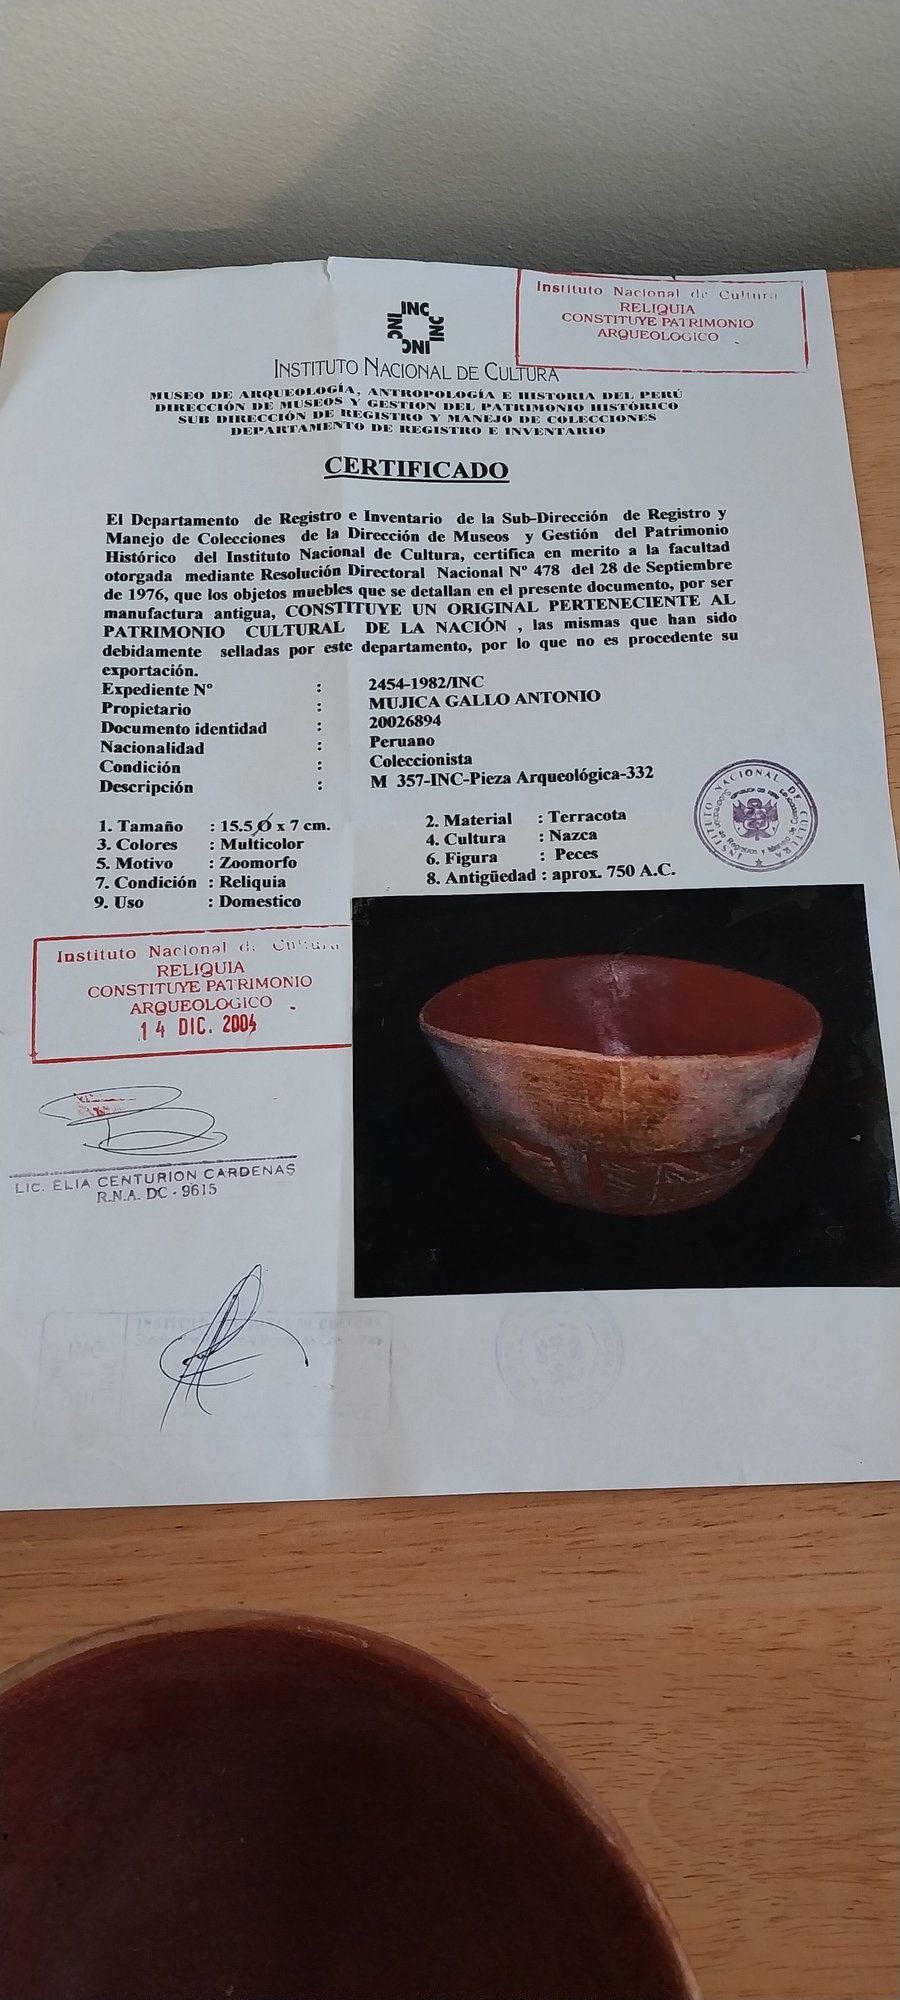 INC
INC
INC
INC
Instituto Nacional de Cultura
RELIQUIA
CONSTITUYE PATRIMONIO
ARQUEOLOGICO
INSTITUTO NACIONAL DE CULTURA
MUSEO DE ARQUEOLOGÍA, ANTROPOLOGÍA E HISTORIA DEL PERÚ
DIRECCIÓN DE MUSEOS Y GESTION DEL PATRIMONIO HISTÓRICO
SUB DIRECCIÓN DE REGISTRO Y MANEJO DE COLECCIONES
DEPARTAMENTO DE REGISTRO E INVENTARIO
CERTIFICADO
El Departamento de Registro e Inventario de la Sub-Dirección de Registro y
Manejo de Colecciones de la Dirección de Museos y Gestión del Patrimonio
Histórico del Instituto Nacional de Cultura, certifica en merito a la facultad
otorgada mediante Resolución Directoral Nacional Nº 478 del 28 de Septiembre
de 1976, que los objetos muebles que se detallan en el presente documento, por ser
manufactura antigua, CONSTITUYE UN ORIGINAL PERTENECIENTE AL
PATRIMONIO CULTURAL DE LA NACIÓN , las mismas que han sido
debidamente selladas por este departamento, por lo que no es procedente su
exportación.
Expediente Nº : 2454-1982/INC
Propietario : MUJICA GALLO ANTONIO
Documento identidad : 20026894
Nacionalidad : Peruano
Condición : Coleccionista
Descripción : M 357-INC-Pieza Arqueológica-332
1. Tamaño : 15.5 Ø x 7 cm. 2. Material : Terracota
3. Colores : Multicolor 4. Cultura : Nazca
5. Motivo : Zoomorfo 6. Figura : Peces
7. Condición : Reliquia 8. Antigüedad : aprox. 750 A.C.
9. Uso : Domestico
INSTITUTO NACIONAL DE CULTURA
Instituto Nacional de Cultura
RELIQUIA
CONSTITUYE PATRIMONIO
ARQUEOLOGICO
14 DIC. 2004
LIC. ELIA CENTURION CARDENAS
R.N.A. DC - 9615
INC